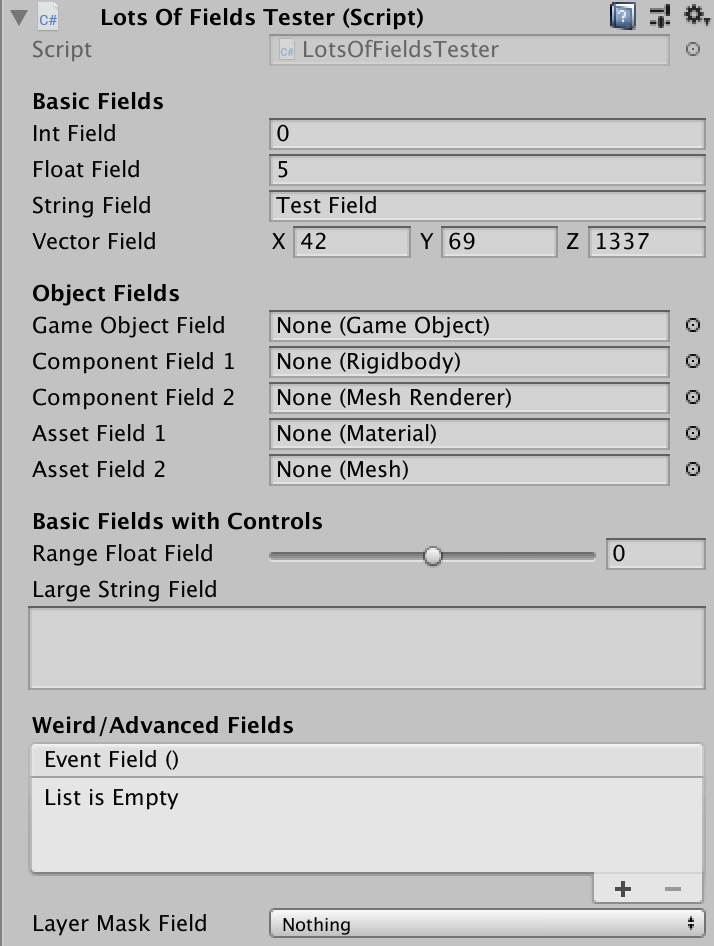 C# Lots Of Fields Tester (Script) ?
Script C# LotsOfFieldsTester
Basic Fields
Int Field 0
Float Field 5
String Field Test Field
Vector Field X 42 Y 69 Z 1337
Object Fields
Game Object Field None (Game Object)
Component Field 1 None (Rigidbody)
Component Field 2 None (Mesh Renderer)
Asset Field 1 None (Material)
Asset Field 2 None (Mesh)
Basic Fields with Controls
Range Float Field 0
Large String Field
Weird/Advanced Fields
Event Field ()
List is Empty
+ −
Layer Mask Field Nothing